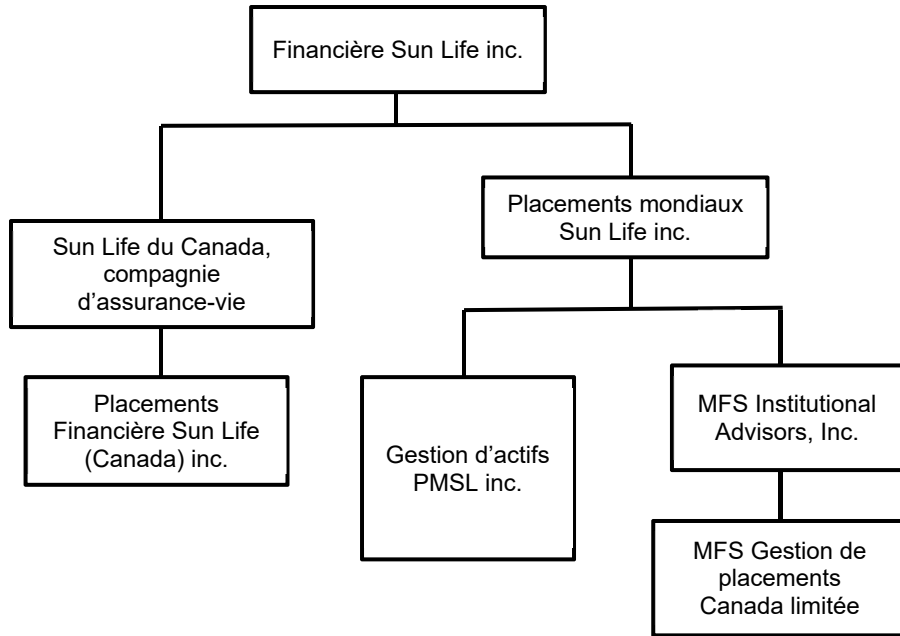 Financière Sun Life inc.
Placements mondiaux
Sun Life inc.
Sun Life du Canada,
compagnie
d’assurance-vie
Placements
Financière Sun Life
(Canada) inc.
Gestion d’actifs
PMSL inc.
MFS Institutional
Advisors, Inc.
MFS Gestion de
placements
Canada limitée